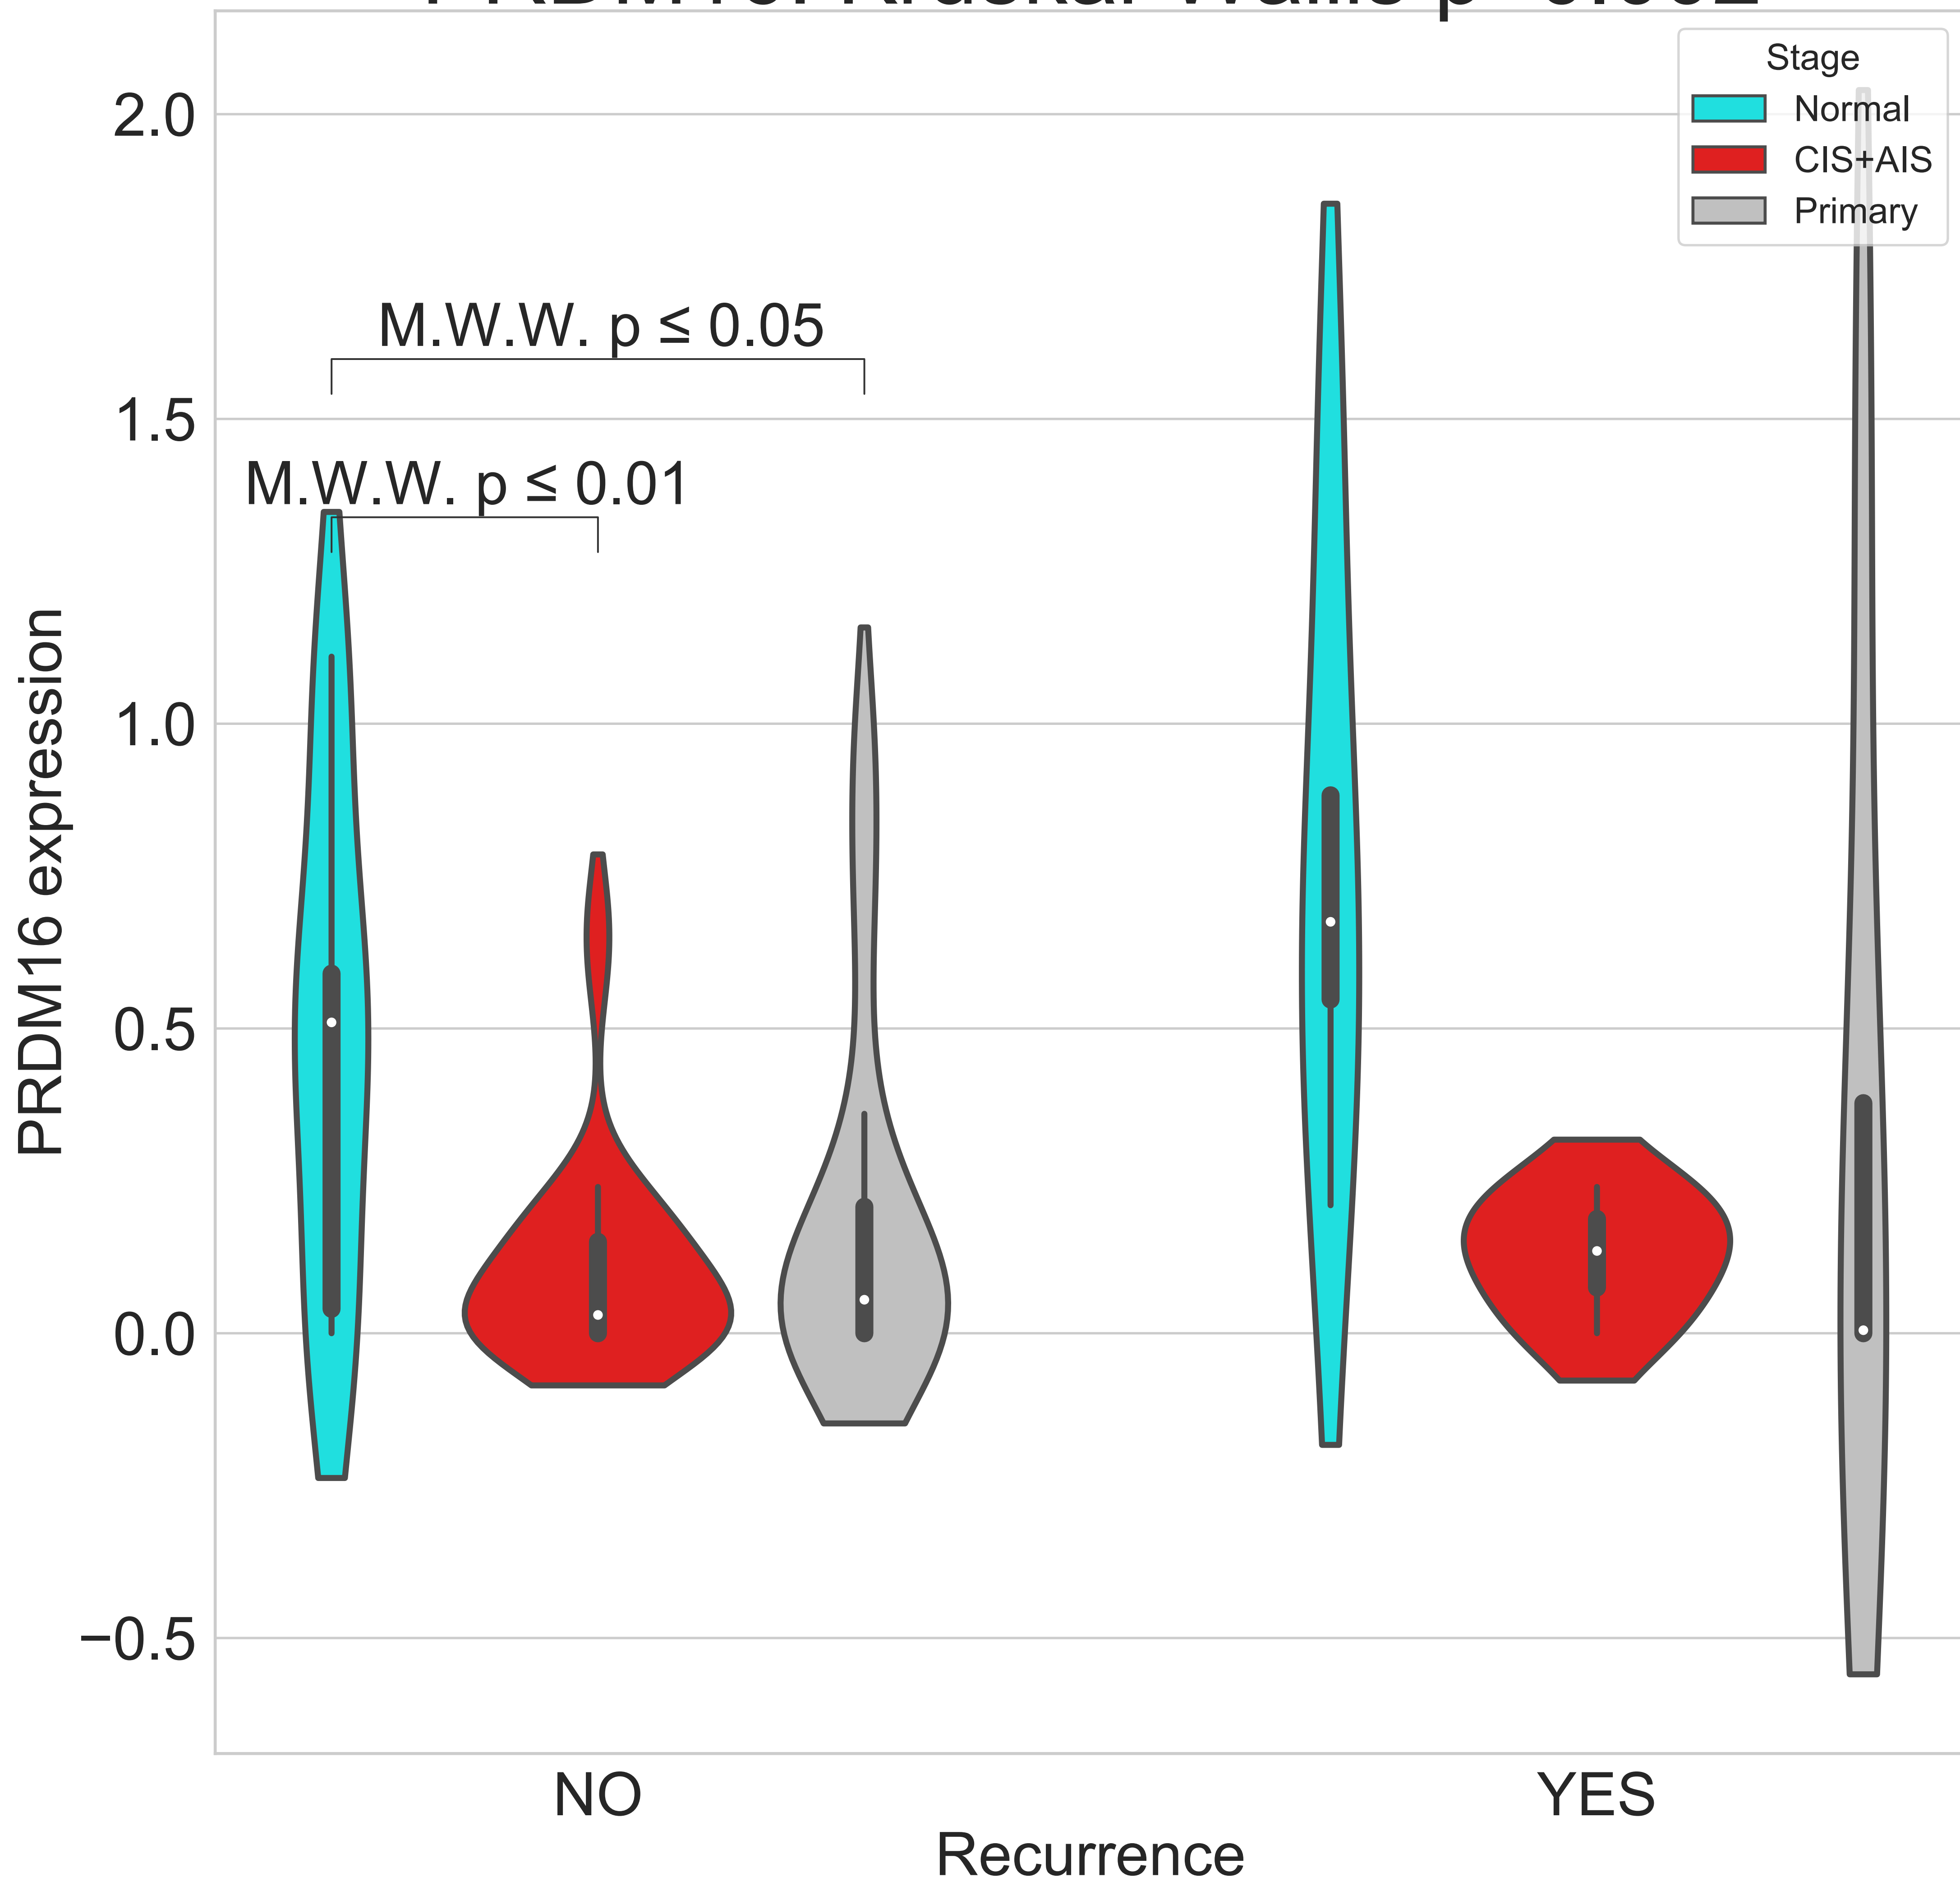 Stage
Normal
CIS+AIS
Primary
M.W.W. p ≤ 0.05
M.W.W. p ≤ 0.01
PRDM16 expression
2.0
1.5
1.0
0.5
0.0
−0.5
NO
YES
Recurrence